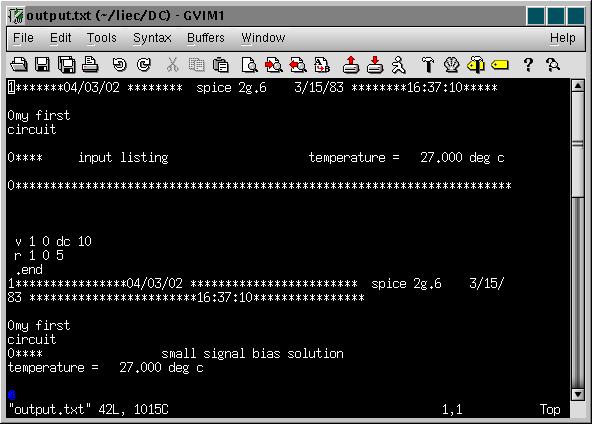 output.txt (~/liec/DC) - GVIM1
File Edit Tools Syntax Buffers Window Help
1*******04/03/02 ******** spice 2g.6 3/15/83 ********16:37:10*****
0my first
circuit
0**** input listing temperature = 27.000 deg c
0***********************************************************************
v 1 0 dc 10
r 1 0 5
.end
1***************04/03/02 ************************ spice 2g.6 3/15/
83 ************************16:37:10****************
0my first
circuit
0**** small signal bias solution
temperature = 27.000 deg c
"output.txt" 42L, 1015C 1,1 Top